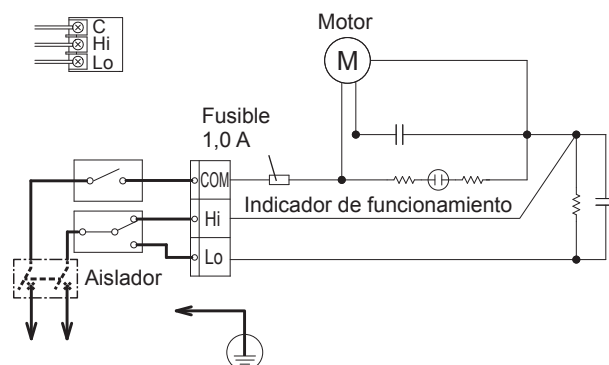 C
Hi
Lo
Motor
M
Fusible
1,0 A
COM
Indicador de funcionamiento
Hi
Lo
Aislador